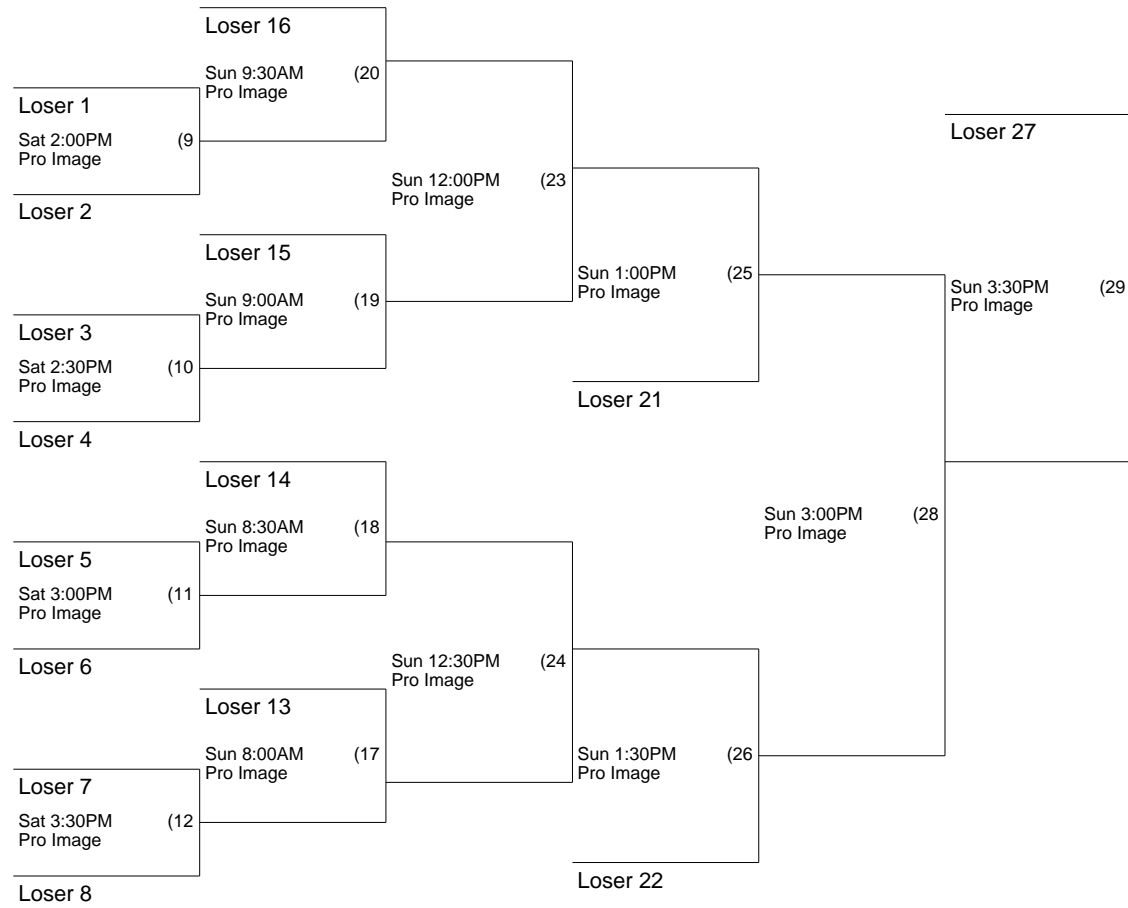 Loser 16
Sun 9:30AM (20
Pro Image
Loser 1
Sat 2:00PM (9
Pro Image
Loser 2
Loser 27
Sun 12:00PM (23
Pro Image
Loser 15
Sun 9:00AM (19
Pro Image
Sun 1:00PM (25
Pro Image
Sun 3:30PM (29
Pro Image
Loser 3
Sat 2:30PM (10
Pro Image
Loser 4
Loser 21
Loser 14
Sun 8:30AM (18
Pro Image
Sun 3:00PM (28
Pro Image
Loser 5
Sat 3:00PM (11
Pro Image
Loser 6
Sun 12:30PM (24
Pro Image
Loser 13
Sun 8:00AM (17
Pro Image
Sun 1:30PM (26
Pro Image
Loser 7
Sat 3:30PM (12
Pro Image
Loser 8
Loser 22